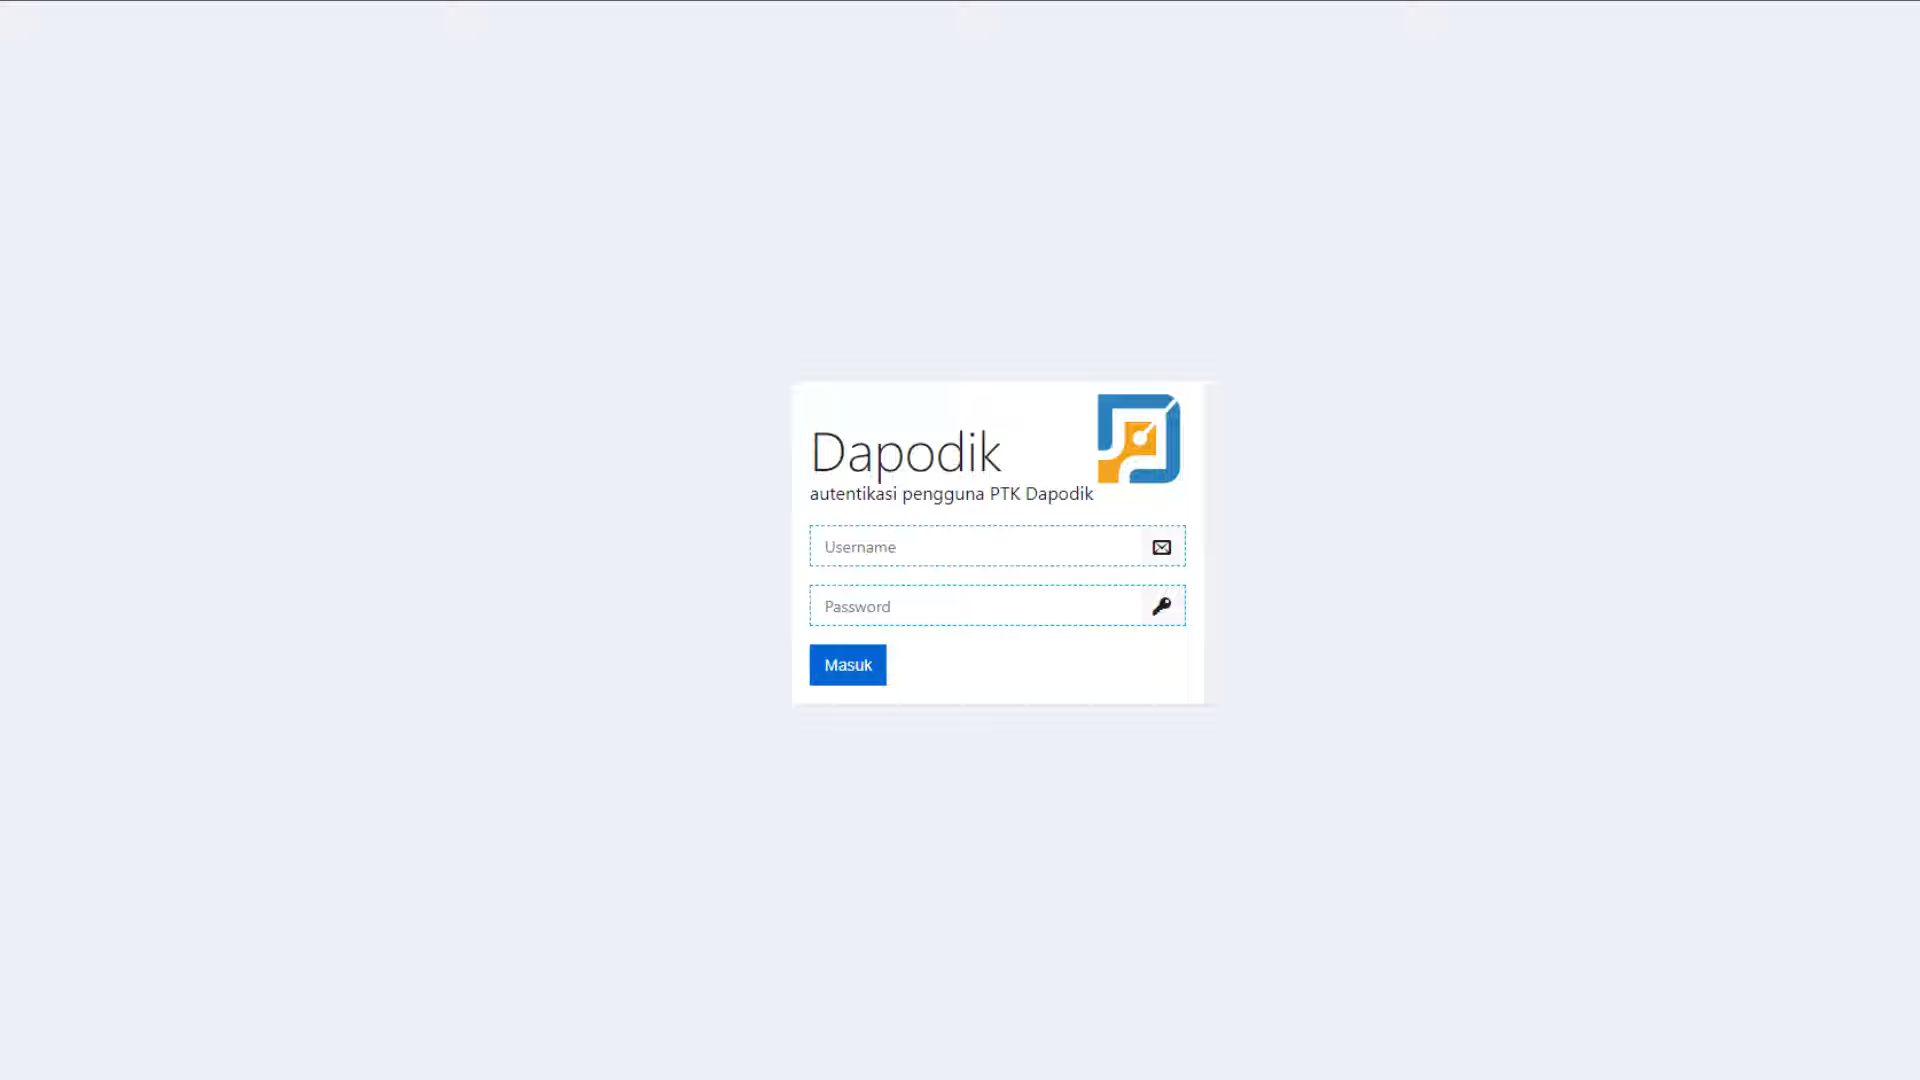 Dapodik
autentikasi pengguna PTK Dapodik
Username
Password
Masuk